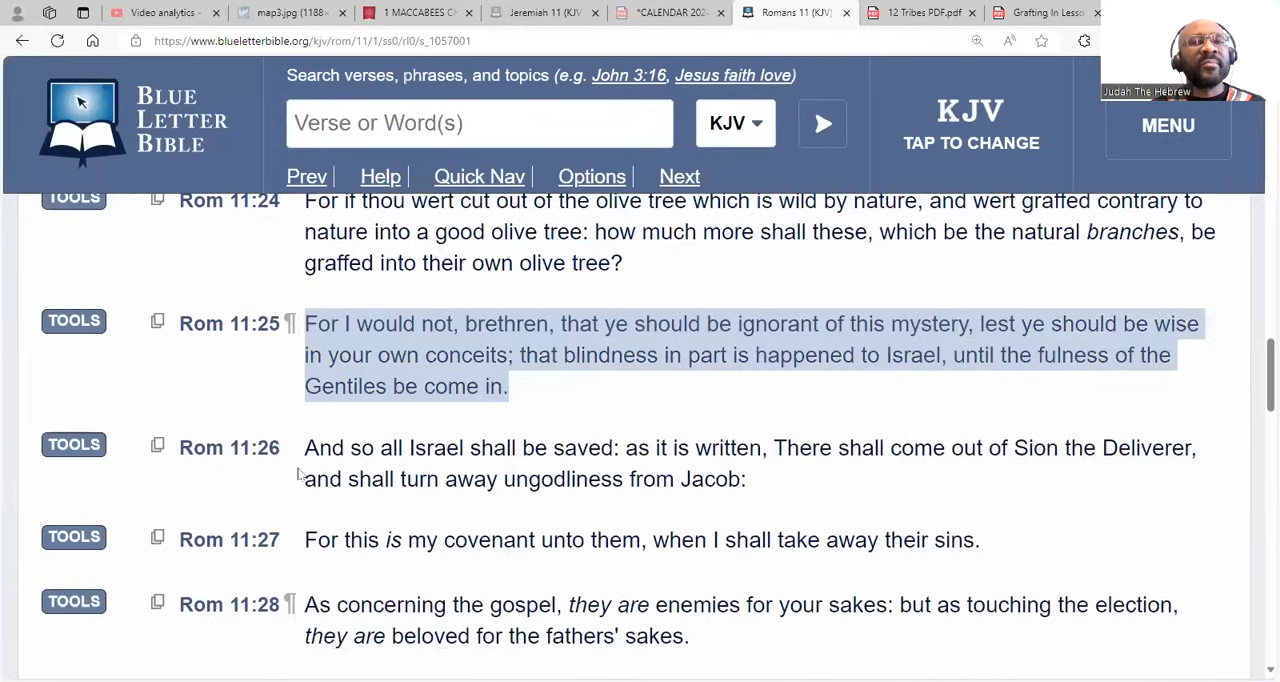 Video analytics -
map3.jpg (1188×
1 MACCABEES CH
Jeremiah 11 (KJV
*CALENDAR 202
Romans 11 (KJV)
12 Tribes PDF.pdf
Grafting In Lesso
https://www.blueletterbible.org/kjv/rom/11/1/ss0/rl0/s_1057001
Judah The Hebrew
BLUE
LETTER
BIBLE
Search verses, phrases, and topics (e.g. John 3:16, Jesus faith love)
Verse or Word(s)
KJV
KJV
TAP TO CHANGE
MENU
Prev Help Quick Nav Options Next
TOOLS Rom 11:24 For if thou wert cut out of the olive tree which is wild by nature, and wert graffed contrary to
nature into a good olive tree: how much more shall these, which be the natural branches, be
graffed into their own olive tree?
TOOLS Rom 11:25 ¶ For I would not, brethren, that ye should be ignorant of this mystery, lest ye should be wise
in your own conceits; that blindness in part is happened to Israel, until the fulness of the
Gentiles be come in.
TOOLS Rom 11:26 And so all Israel shall be saved: as it is written, There shall come out of Sion the Deliverer,
and shall turn away ungodliness from Jacob:
TOOLS Rom 11:27 For this is my covenant unto them, when I shall take away their sins.
TOOLS Rom 11:28 ¶ As concerning the gospel, they are enemies for your sakes: but as touching the election,
they are beloved for the fathers' sakes.